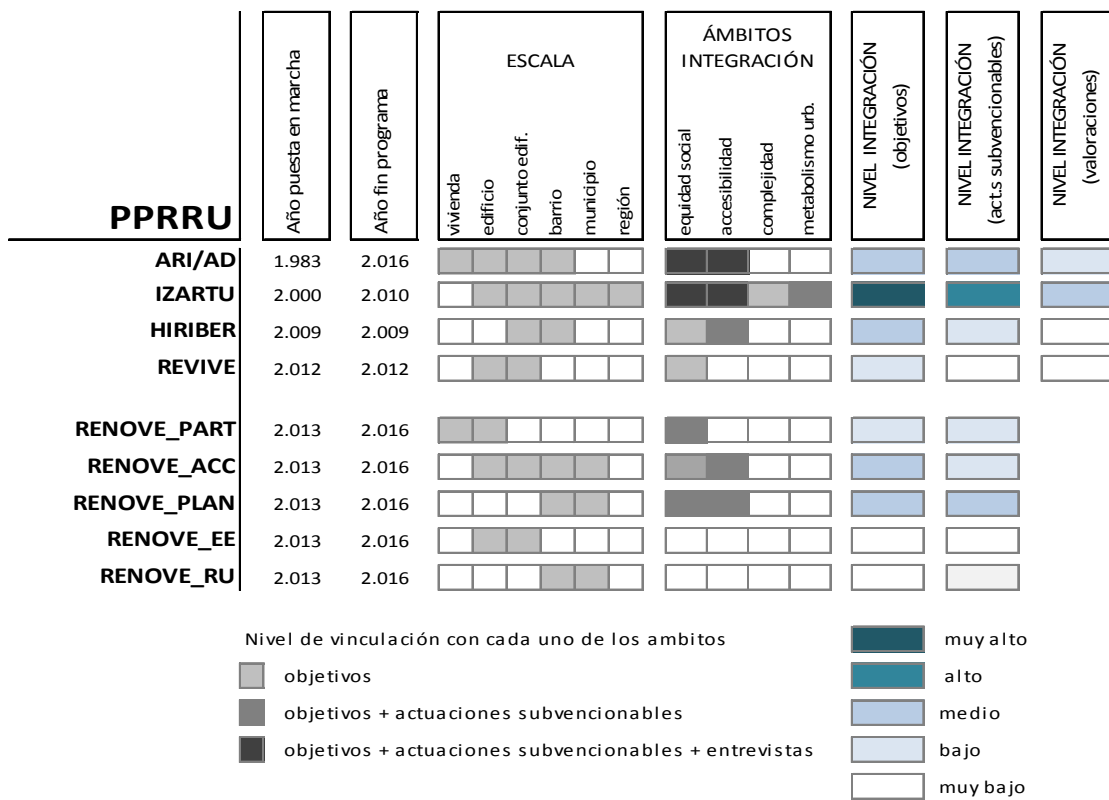 PPRRU
Año puesta en marcha
Año fin programa
ESCALA
vivienda
edificio
conjunto edif.
barrio
municipio
región
ÁMBITOS
INTEGRACIÓN
equidad social
accesibilidad
complejidad
metabolismo urb.
NIVEL INTEGRACIÓN
(objetivos)
NIVEL INTEGRACIÓN
(act.s subvencionables)
NIVEL INTEGRACIÓN
(valoraciones)
ARI/AD 1.983 2.016
IZARTU 2.000 2.010
HIRIBER 2.009 2.009
REVIVE 2.012 2.012
RENOVE_PART 2.013 2.016
RENOVE_ACC 2.013 2.016
RENOVE_PLAN 2.013 2.016
RENOVE_EE 2.013 2.016
RENOVE_RU 2.013 2.016
Nivel de vinculación con cada uno de los ambitos
objetivos
objetivos + actuaciones subvencionables
objetivos + actuaciones subvencionables + entrevistas
muy alto
alto
medio
bajo
muy bajo